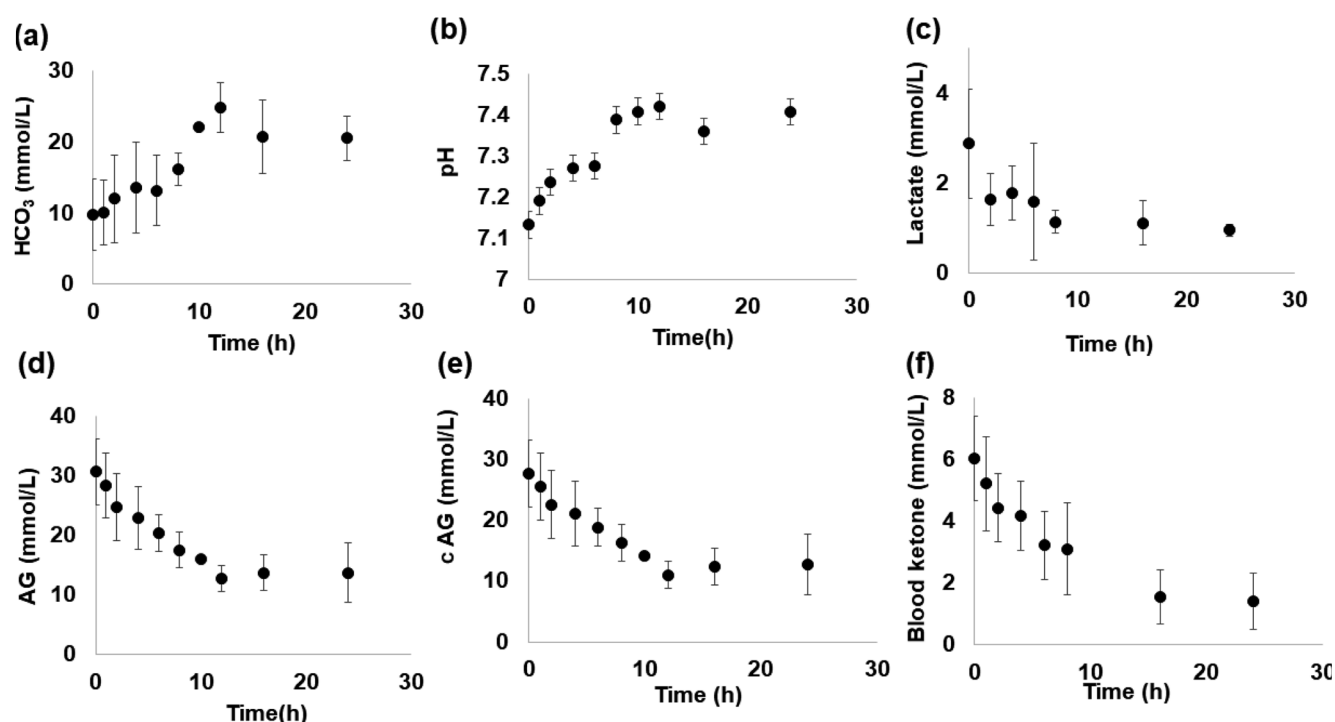 (a)
HCO3 (mmol/L)
30
20
10
0
0 10 20 30
Time (h)
(b)
pH
7.5
7.4
7.3
7.2
7.1
7
0 10 20 30
Time(h)
(c)
Lactate (mmol/L)
4
2
0
0 10 20 30
Time (h)
(d)
AG (mmol/L)
40
30
20
10
0
0 10 20 30
Time(h)
(e)
c AG (mmol/L)
40
30
20
10
0
0 10 20 30
Time (h)
(f)
Blood ketone (mmol/L)
8
6
4
2
0
0 10 20 30
Time (h)